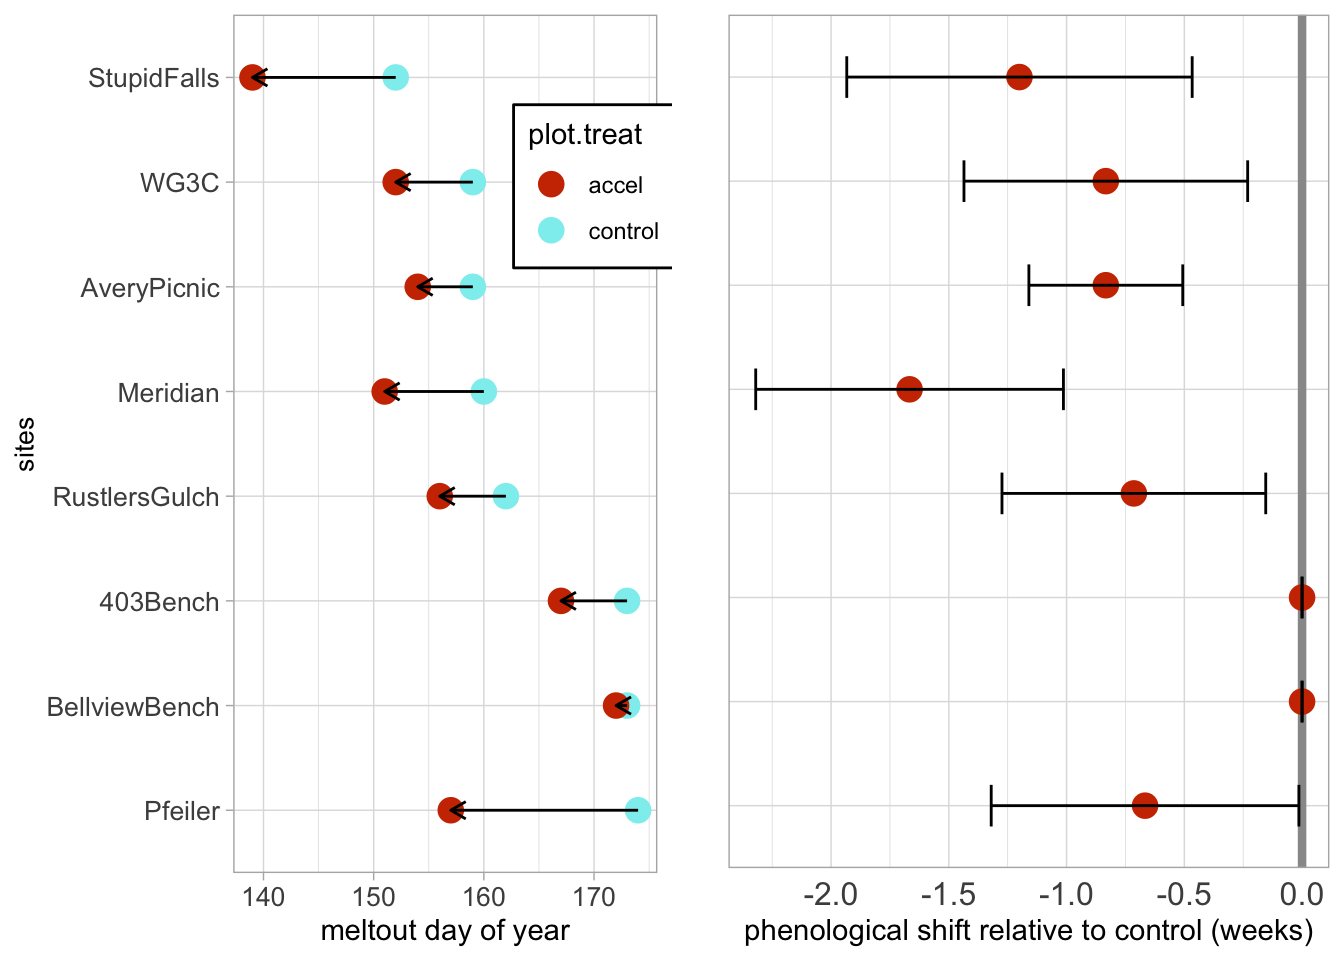 StupidFalls
WG3C
AveryPicnic
Meridian
RustlersGulch
403Bench
BellviewBench
Pfeiler
sites
140 150 160 170
meltout day of year
plot.treat
accel
control
-2.0 -1.5 -1.0 -0.5 0.0
phenological shift relative to control (weeks)